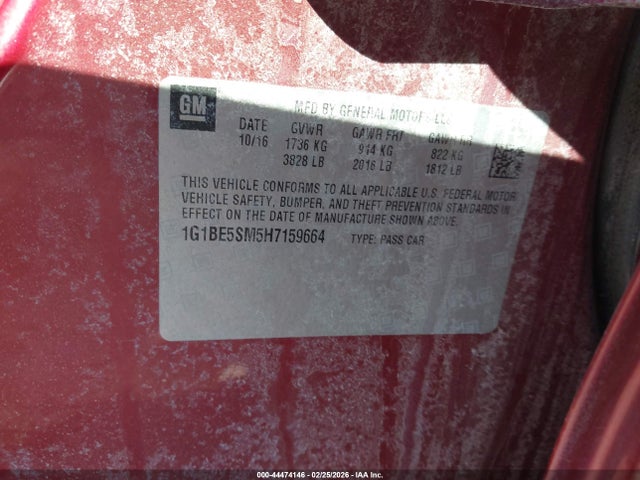 GM
MFD BY GENERAL MOTORS LLC
DATE GVWR GAWR FRT GAWR RR
10/16 1736 KG 914 KG 822 KG
3828 LB 2016 LB 1812 LB
THIS VEHICLE CONFORMS TO ALL APPLICABLE U.S. FEDERAL MOTOR
VEHICLE SAFETY, BUMPER, AND THEFT PREVENTION STANDARDS IN
EFFECT ON THE DATE OF MANUFACTURE SHOWN ABOVE.
1G1BE5SM5H7159664 TYPE: PASS CAR
000-44474146 - 02/25/2026 - IAA Inc.